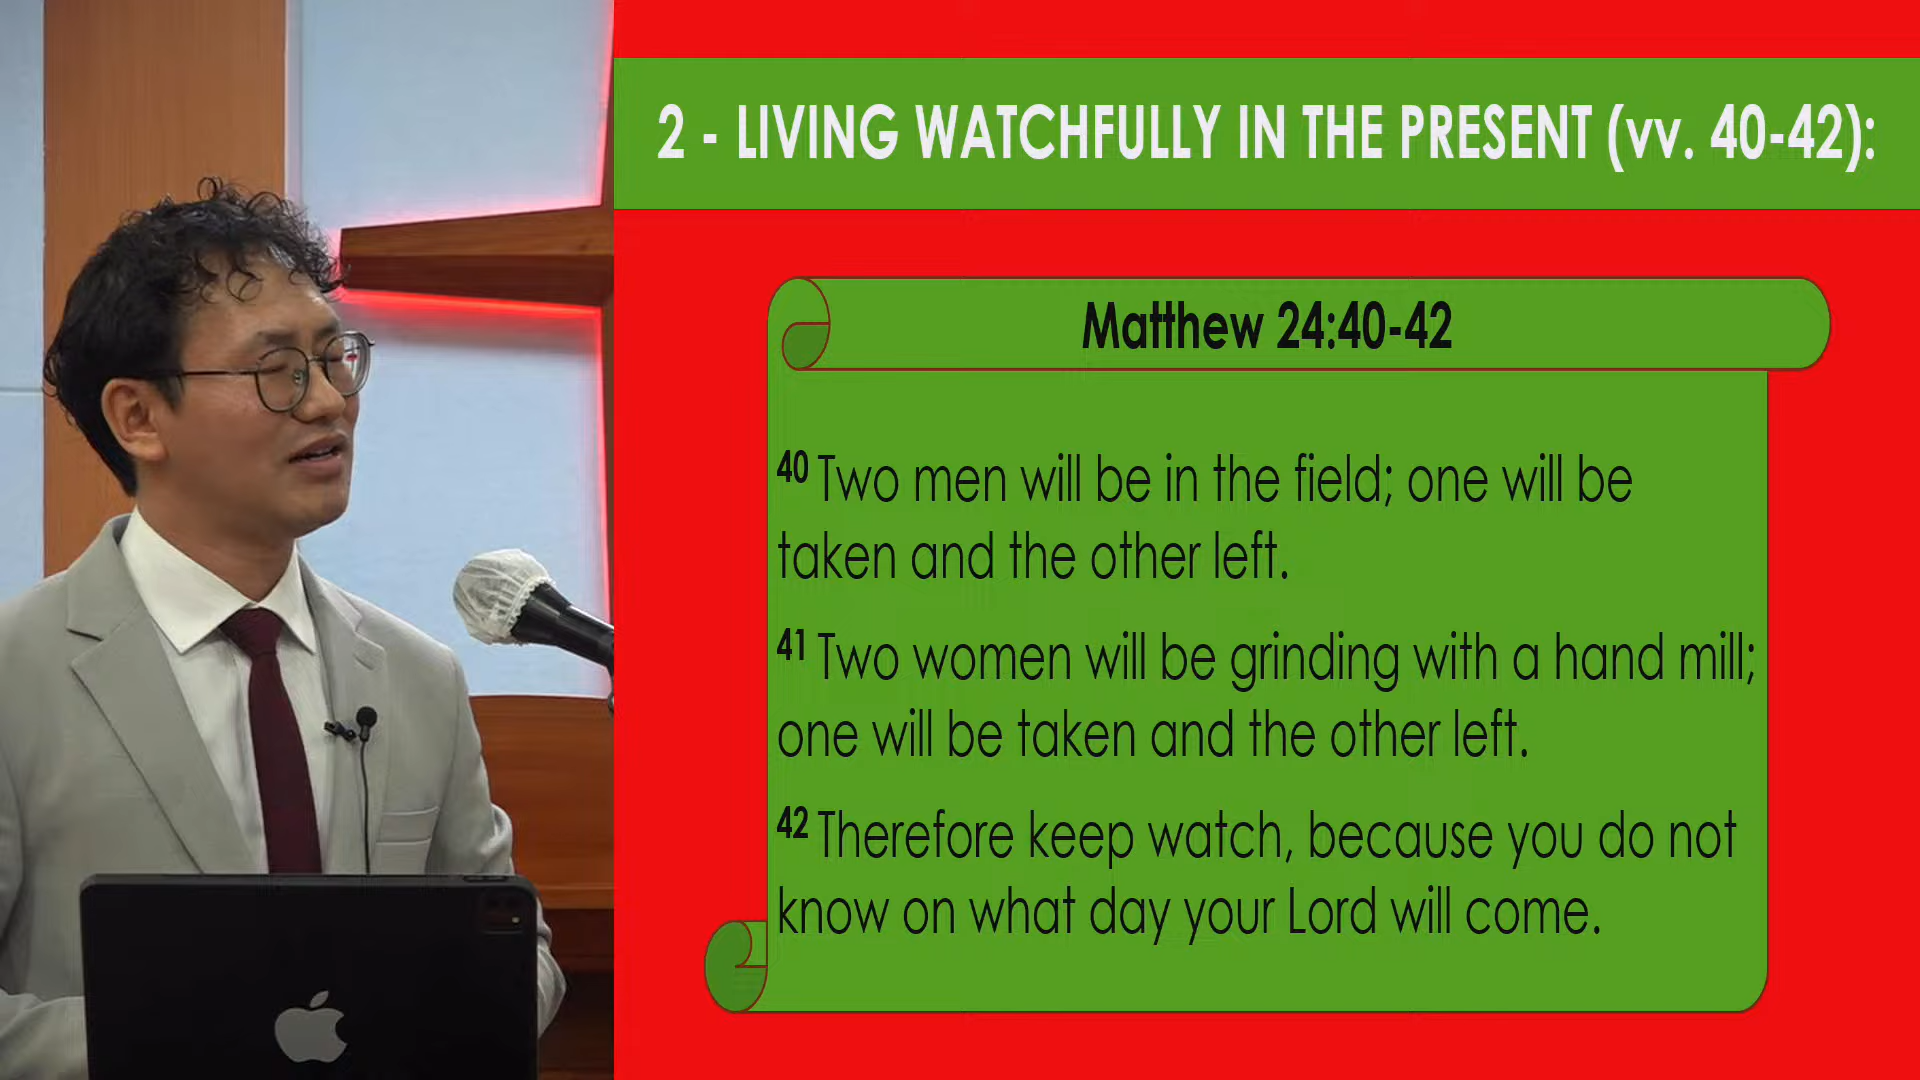 2 - LIVING WATCHFULLY IN THE PRESENT (vv. 40-42):
Matthew 24:40-42
40 Two men will be in the field; one will be
taken and the other left.
41 Two women will be grinding with a hand mill;
one will be taken and the other left.
42 Therefore keep watch, because you do not
know on what day your Lord will come.